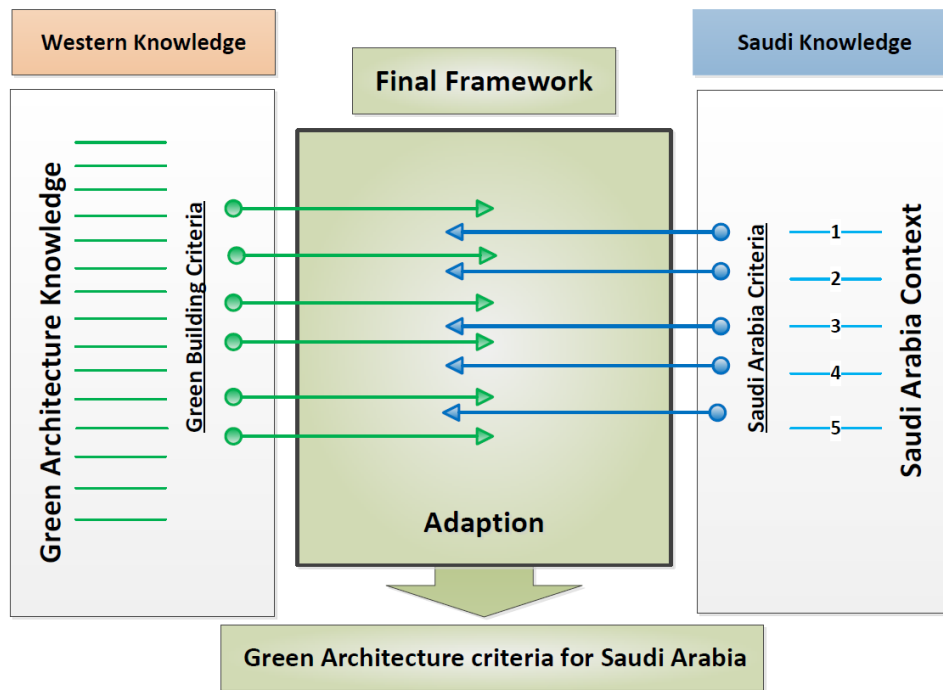 Western Knowledge
Saudi Knowledge
Final Framework
Green Architecture Knowledge
Green Building Criteria
Saudi Arabia Criteria
1
2
3
4
5
Saudi Arabia Context
Adaption
Green Architecture criteria for Saudi Arabia